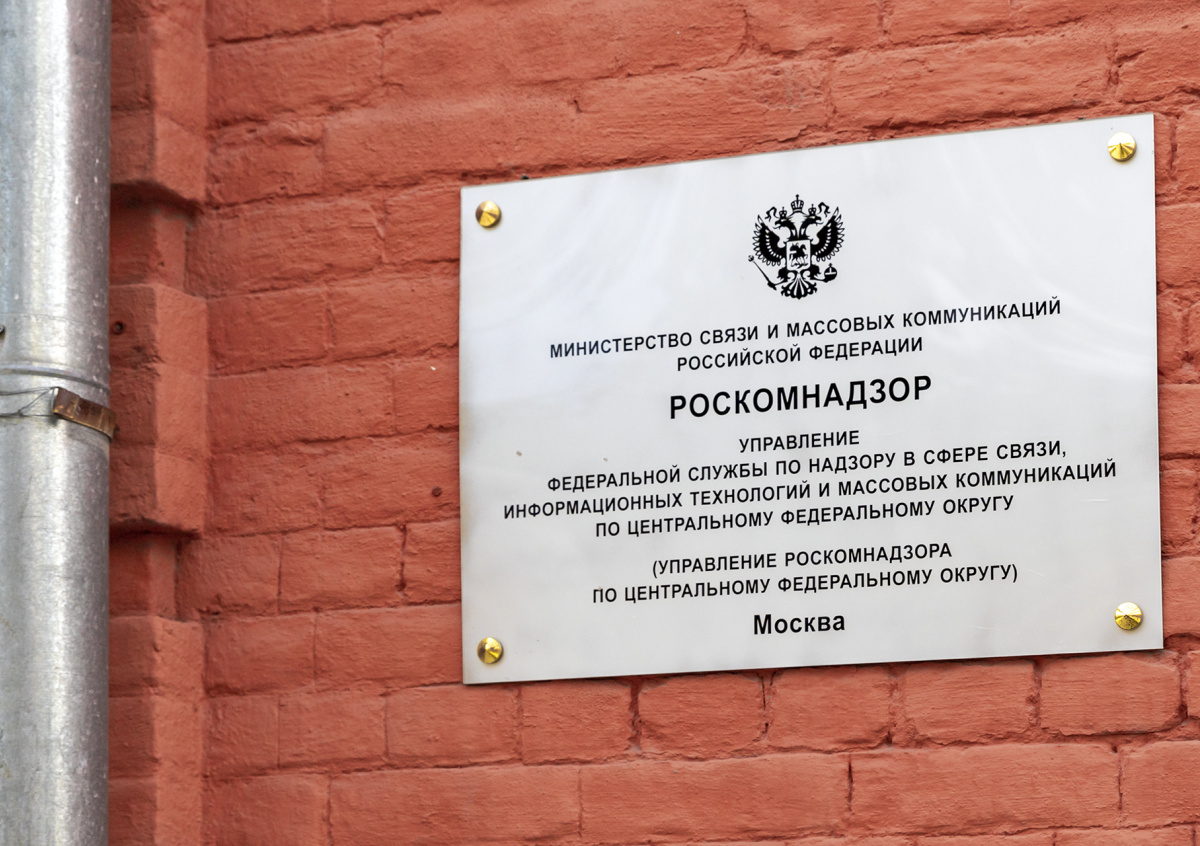 МИНИСТЕРСТВО СВЯЗИ И МАССОВЫХ КОММУНИКАЦИЙ
РОССИЙСКОЙ ФЕДЕРАЦИИ
РОСКОМНАДЗОР
УПРАВЛЕНИЕ
ФЕДЕРАЛЬНОЙ СЛУЖБЫ ПО НАДЗОРУ В СФЕРЕ СВЯЗИ,
ИНФОРМАЦИОННЫХ ТЕХНОЛОГИЙ И МАССОВЫХ КОММУНИКАЦИЙ
ПО ЦЕНТРАЛЬНОМУ ФЕДЕРАЛЬНОМУ ОКРУГУ
(УПРАВЛЕНИЕ РОСКОМНАДЗОРА
ПО ЦЕНТРАЛЬНОМУ ФЕДЕРАЛЬНОМУ ОКРУГУ)
Москва